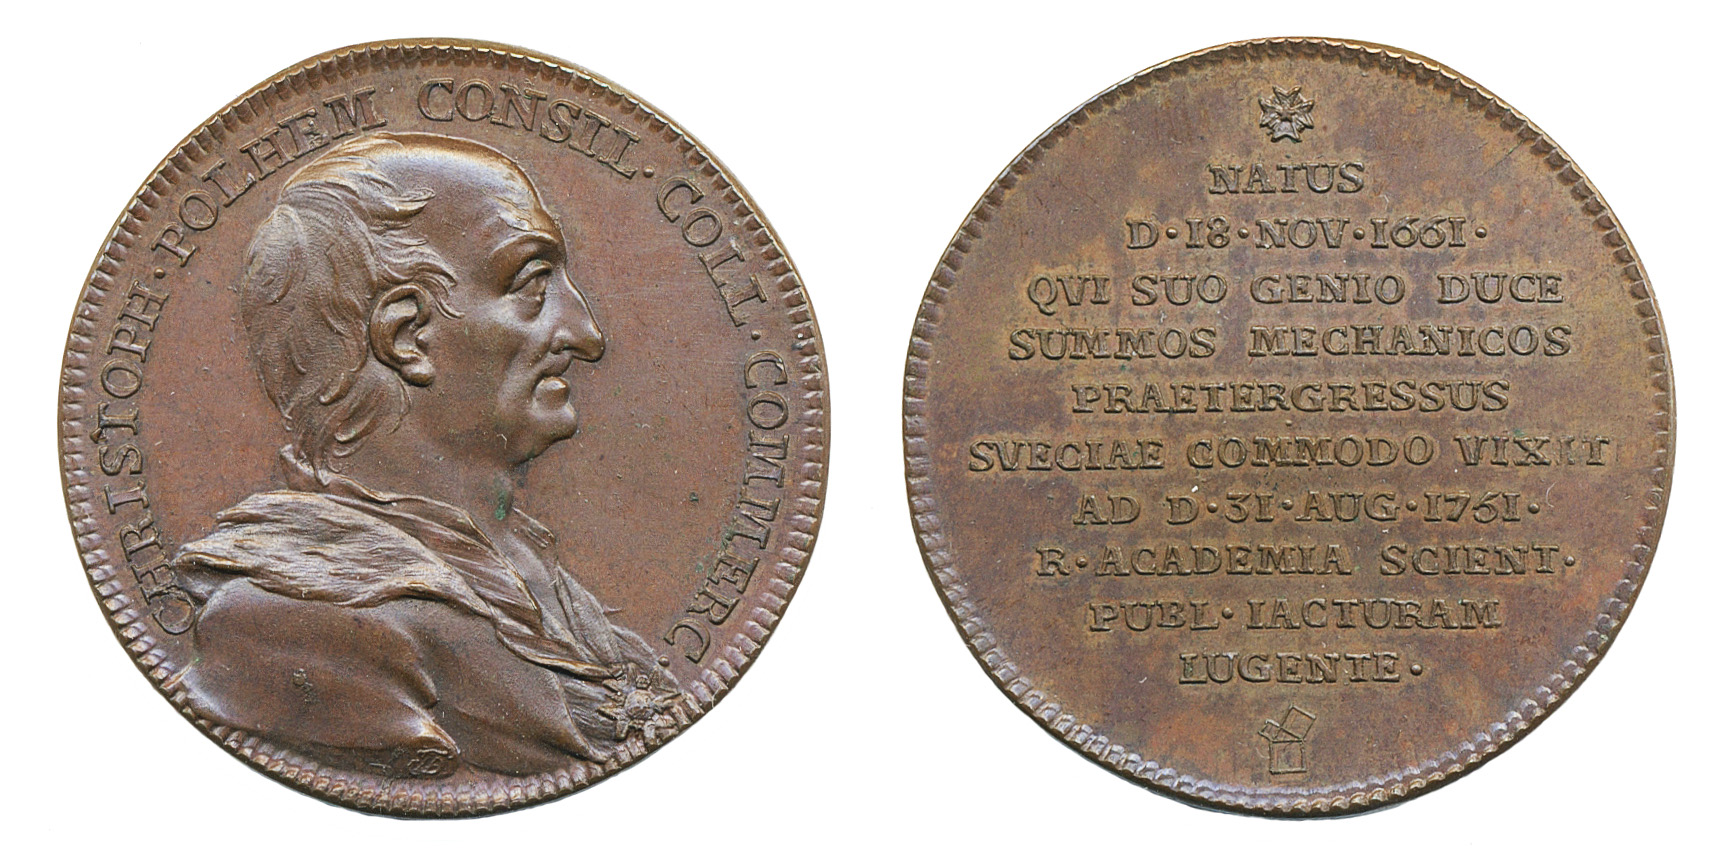 CHRISTOPH · POLHEM CONSIL · COLL · COMMERC ·
NATUS
D · 18 · NOV · 1661 ·
QVI SUO GENIO DUCE
SUMMOS MECHANICOS
PRAETERGRESSUS
SVECIAE COMMODO VIXIT
AD D · 31 · AUG · 1751 ·
R · ACADEMIA SCIENT ·
PUBL · IACTURAM
LUGENTE ·